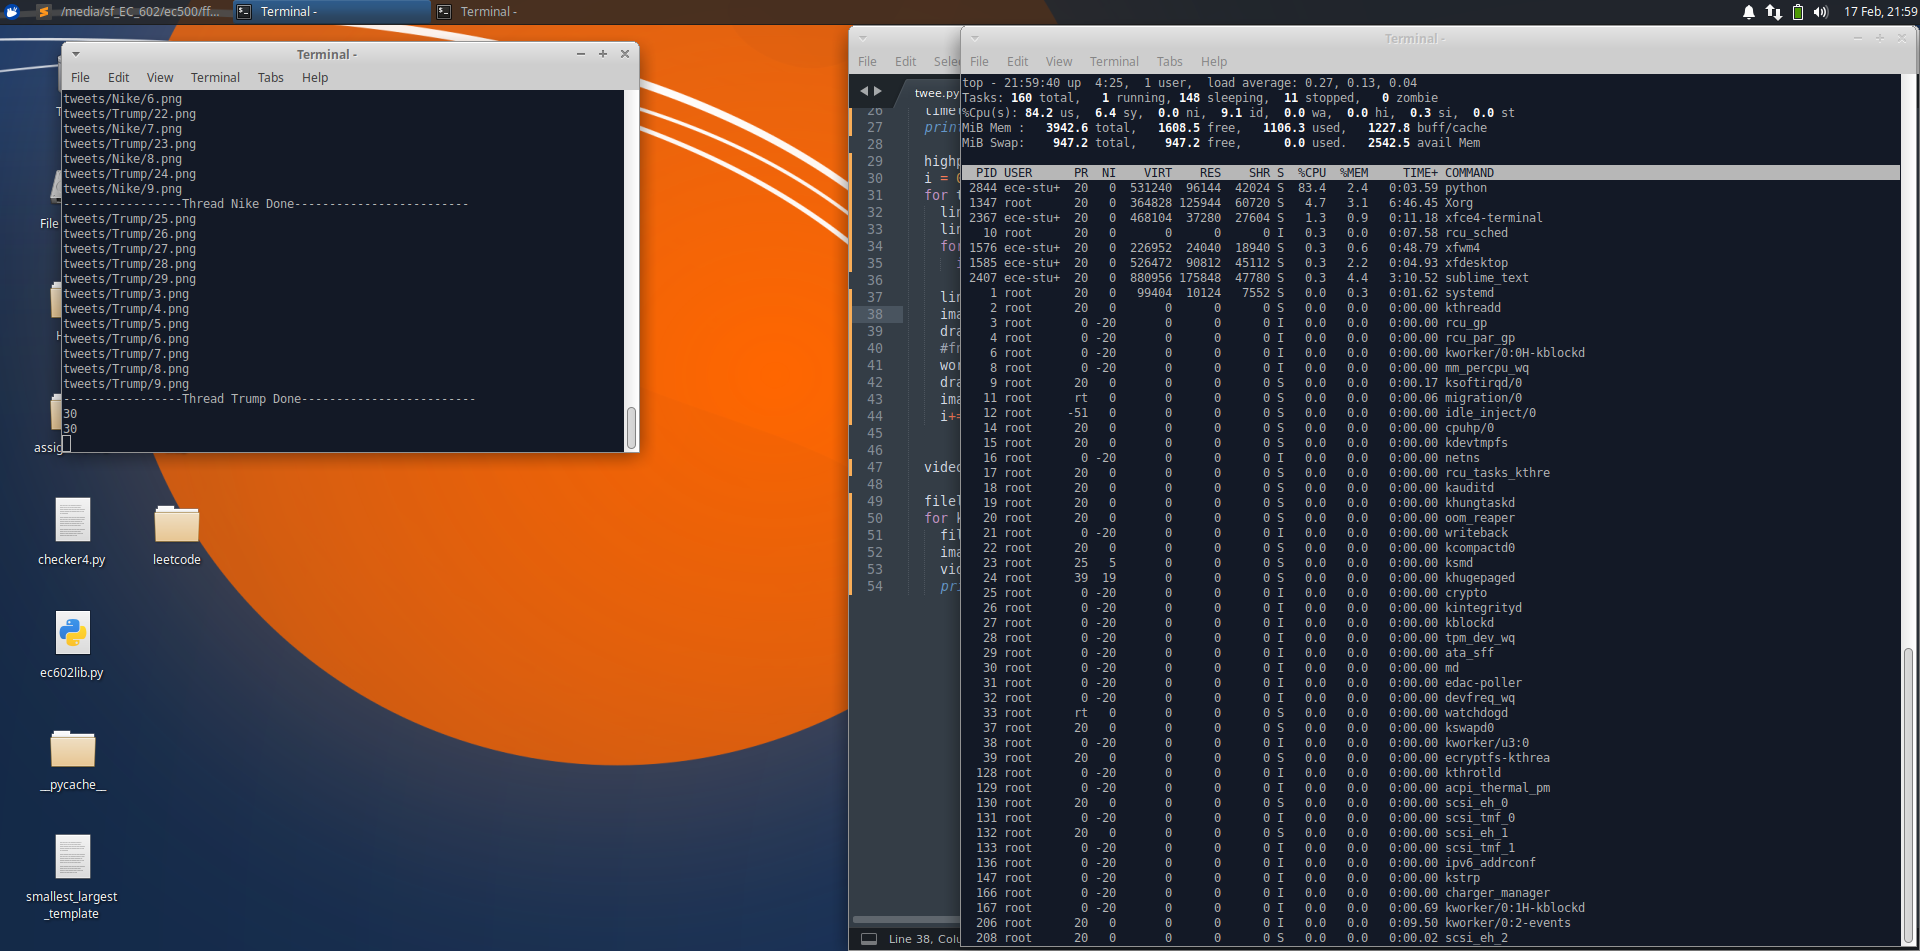 /media/sf_EC_602/ec500/ff...
Terminal -
Terminal -
17 Feb, 21:59
Terminal -
File Edit View Terminal Tabs Help
tweets/Nike/6.png
tweets/Trump/22.png
tweets/Nike/7.png
tweets/Trump/23.png
tweets/Nike/8.png
tweets/Trump/24.png
tweets/Nike/9.png
-----------------Thread Nike Done-------------------------
tweets/Trump/25.png
tweets/Trump/26.png
tweets/Trump/27.png
tweets/Trump/28.png
tweets/Trump/29.png
tweets/Trump/3.png
tweets/Trump/4.png
tweets/Trump/5.png
tweets/Trump/6.png
tweets/Trump/7.png
tweets/Trump/8.png
tweets/Trump/9.png
-----------------Thread Trump Done-------------------------
30
30
File
assig
checker4.py
leetcode
ec602lib.py
__pycache__
smallest_largest
_template
File Edit Selec
twee.py
26 time
27 prin
28
29 highp
30 i = 0
31 for t
32 lin
33 lin
34 for
35 i
36
37 lin
38 ima
39 dra
40 #fn
41 wor
42 dra
43 ima
44 i+=
45
46
47 video
48
49 filel
50 for k
51 fil
52 ima
53 vid
54 pri
Line 38, Colu
Terminal -
File Edit View Terminal Tabs Help
top - 21:59:40 up  4:25,  1 user,  load average: 0.27, 0.13, 0.04
Tasks: 160 total,   1 running, 148 sleeping,  11 stopped,   0 zombie
%Cpu(s): 84.2 us,  6.4 sy,  0.0 ni,  9.1 id,  0.0 wa,  0.0 hi,  0.3 si,  0.0 st
MiB Mem :   3942.6 total,   1608.5 free,   1106.3 used,   1227.8 buff/cache
MiB Swap:    947.2 total,    947.2 free,      0.0 used.   2542.5 avail Mem
PID USER PR NI VIRT RES SHR S %CPU %MEM TIME+ COMMAND
2844 ece-stu+ 20 0 531240 96144 42024 S 83.4 2.4 0:03.59 python
1347 root 20 0 364828 125944 60720 S 4.7 3.1 6:46.45 Xorg
2367 ece-stu+ 20 0 468104 37280 27604 S 1.3 0.9 0:11.18 xfce4-terminal
10 root 20 0 0 0 0 I 0.3 0.0 0:07.58 rcu_sched
1576 ece-stu+ 20 0 226952 24040 18940 S 0.3 0.6 0:48.79 xfwm4
1585 ece-stu+ 20 0 526472 90812 45112 S 0.3 2.2 0:04.93 xfdesktop
2407 ece-stu+ 20 0 880956 175848 47780 S 0.3 4.4 3:10.52 sublime_text
1 root 20 0 99404 10124 7552 S 0.0 0.3 0:01.62 systemd
2 root 20 0 0 0 0 S 0.0 0.0 0:00.00 kthreadd
3 root 0 -20 0 0 0 I 0.0 0.0 0:00.00 rcu_gp
4 root 0 -20 0 0 0 I 0.0 0.0 0:00.00 rcu_par_gp
6 root 0 -20 0 0 0 I 0.0 0.0 0:00.00 kworker/0:0H-kblockd
8 root 0 -20 0 0 0 I 0.0 0.0 0:00.00 mm_percpu_wq
9 root 20 0 0 0 0 S 0.0 0.0 0:00.17 ksoftirqd/0
11 root rt 0 0 0 0 S 0.0 0.0 0:00.06 migration/0
12 root -51 0 0 0 0 S 0.0 0.0 0:00.00 idle_inject/0
14 root 20 0 0 0 0 S 0.0 0.0 0:00.00 cpuhp/0
15 root 20 0 0 0 0 S 0.0 0.0 0:00.00 kdevtmpfs
16 root 0 -20 0 0 0 I 0.0 0.0 0:00.00 netns
17 root 20 0 0 0 0 S 0.0 0.0 0:00.00 rcu_tasks_kthre
18 root 20 0 0 0 0 S 0.0 0.0 0:00.00 kauditd
19 root 20 0 0 0 0 S 0.0 0.0 0:00.00 khungtaskd
20 root 20 0 0 0 0 S 0.0 0.0 0:00.00 oom_reaper
21 root 0 -20 0 0 0 I 0.0 0.0 0:00.00 writeback
22 root 20 0 0 0 0 S 0.0 0.0 0:00.00 kcompactd0
23 root 25 5 0 0 0 S 0.0 0.0 0:00.00 ksmd
24 root 39 19 0 0 0 S 0.0 0.0 0:00.00 khugepaged
25 root 0 -20 0 0 0 I 0.0 0.0 0:00.00 crypto
26 root 0 -20 0 0 0 I 0.0 0.0 0:00.00 kintegrityd
27 root 0 -20 0 0 0 I 0.0 0.0 0:00.00 kblockd
28 root 0 -20 0 0 0 I 0.0 0.0 0:00.00 tpm_dev_wq
29 root 0 -20 0 0 0 I 0.0 0.0 0:00.00 ata_sff
30 root 0 -20 0 0 0 I 0.0 0.0 0:00.00 md
31 root 0 -20 0 0 0 I 0.0 0.0 0:00.00 edac-poller
32 root 0 -20 0 0 0 I 0.0 0.0 0:00.00 devfreq_wq
33 root rt 0 0 0 0 S 0.0 0.0 0:00.00 watchdogd
37 root 20 0 0 0 0 S 0.0 0.0 0:00.00 kswapd0
38 root 0 -20 0 0 0 I 0.0 0.0 0:00.00 kworker/u3:0
39 root 20 0 0 0 0 S 0.0 0.0 0:00.00 ecryptfs-kthrea
128 root 0 -20 0 0 0 I 0.0 0.0 0:00.00 kthrotld
129 root 0 -20 0 0 0 I 0.0 0.0 0:00.00 acpi_thermal_pm
130 root 20 0 0 0 0 S 0.0 0.0 0:00.00 scsi_eh_0
131 root 0 -20 0 0 0 I 0.0 0.0 0:00.00 scsi_tmf_0
132 root 20 0 0 0 0 S 0.0 0.0 0:00.00 scsi_eh_1
133 root 0 -20 0 0 0 I 0.0 0.0 0:00.00 scsi_tmf_1
136 root 0 -20 0 0 0 I 0.0 0.0 0:00.00 ipv6_addrconf
147 root 0 -20 0 0 0 I 0.0 0.0 0:00.00 kstrp
166 root 0 -20 0 0 0 I 0.0 0.0 0:00.00 charger_manager
167 root 0 -20 0 0 0 I 0.0 0.0 0:00.69 kworker/0:1H-kblockd
206 root 20 0 0 0 0 I 0.0 0.0 0:09.50 kworker/0:2-events
208 root 20 0 0 0 0 S 0.0 0.0 0:00.02 scsi_eh_2